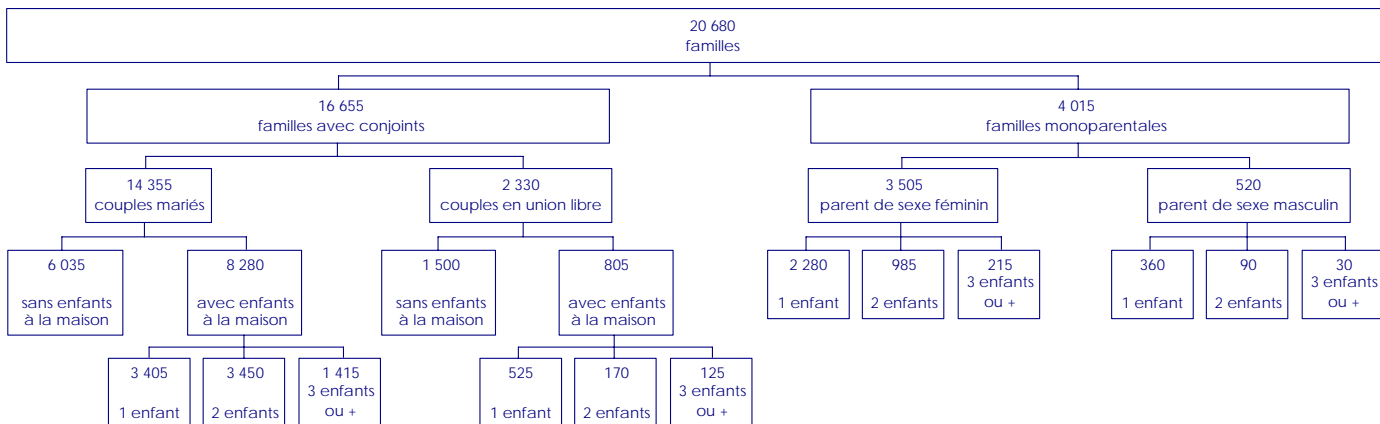 20 680
familles
16 655
familles avec conjoints
4 015
familles monoparentales
14 355
couples mariés
2 330
couples en union libre
3 505
parent de sexe féminin
520
parent de sexe masculin
6 035
sans enfants
à la maison
8 280
avec enfants
à la maison
1 500
sans enfants
à la maison
805
avec enfants
à la maison
2 280
1 enfant
985
2 enfants
215
3 enfants
ou +
360
1 enfant
90
2 enfants
30
3 enfants
ou +
3 405
1 enfant
3 450
2 enfants
1 415
3 enfants
ou +
525
1 enfant
170
2 enfants
125
3 enfants
ou +